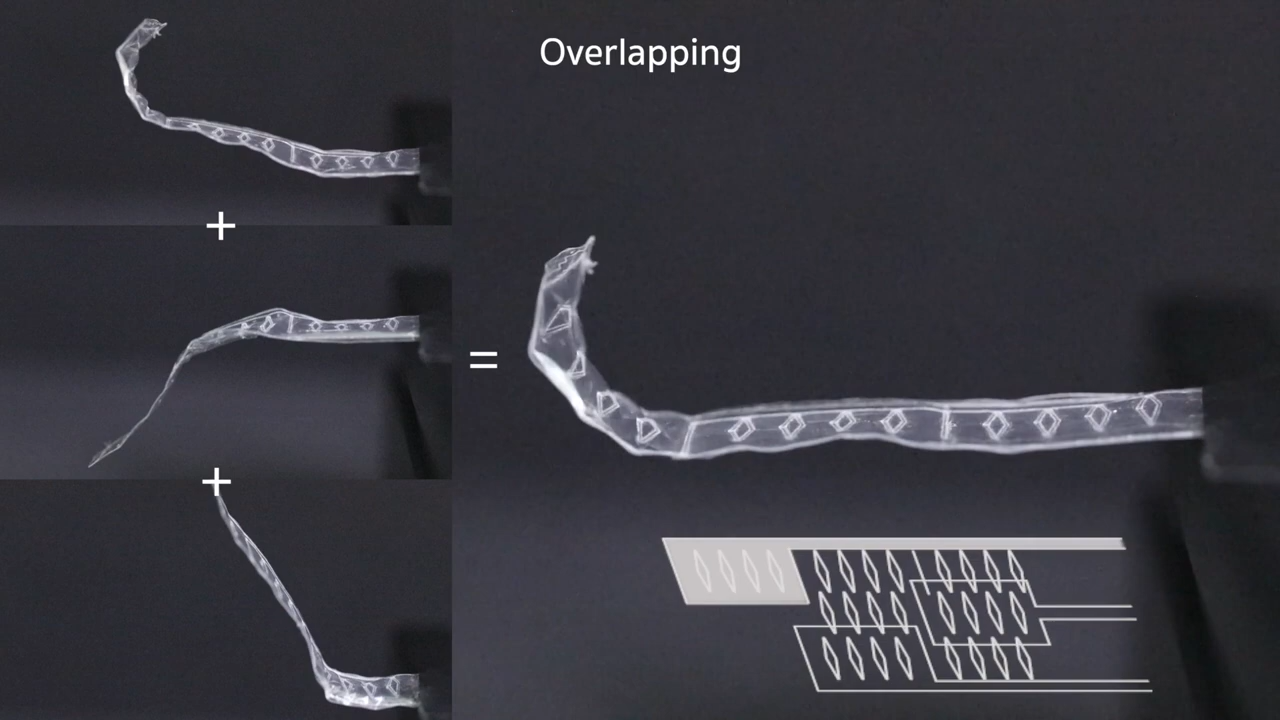 Overlapping
+
+
=